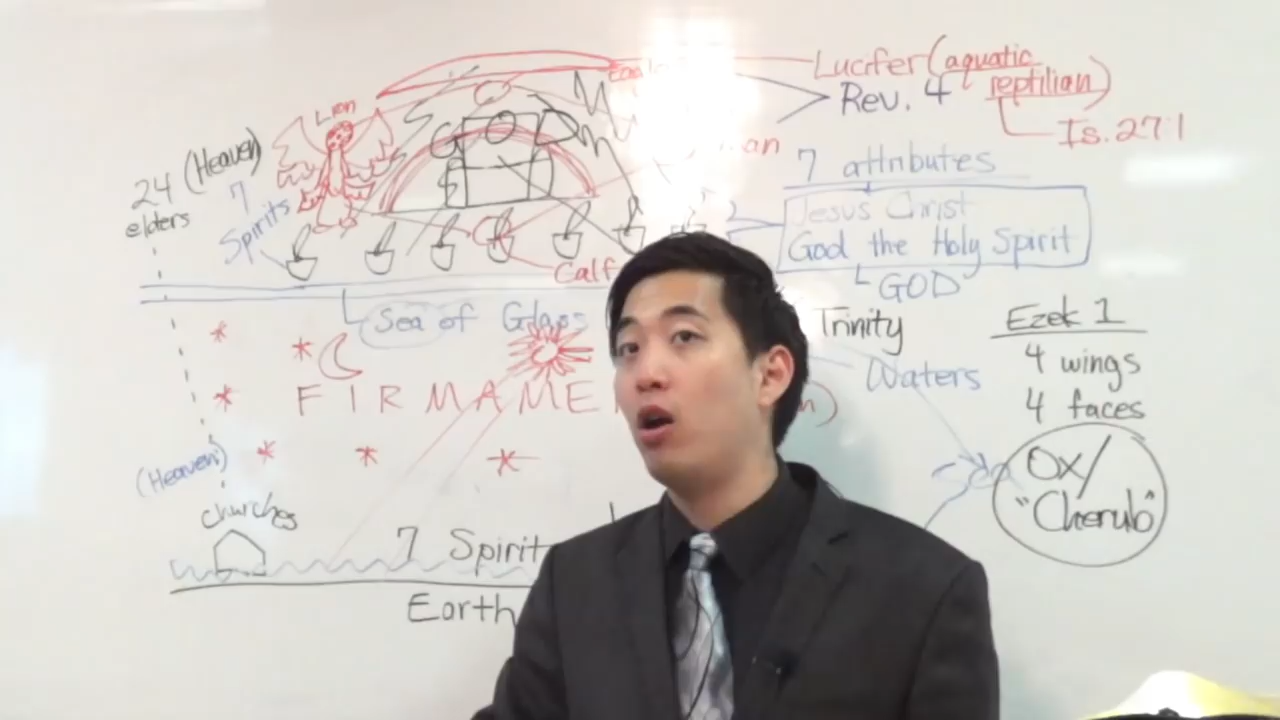 Lucifer (aquatic
reptilian)
Rev. 4
Is. 27:1
Lion
24
elders
(Heaven)
7
Spirits
GOD
Calf
7 attributes
Jesus Christ
God the Holy Spirit
GOD
Sea of Glass
Trinity
Waters
Ezek 1
4 wings
4 faces
Ox/
"Cherub"
FIRMAME
(Heaven)
churches
7 Spirit
Earth